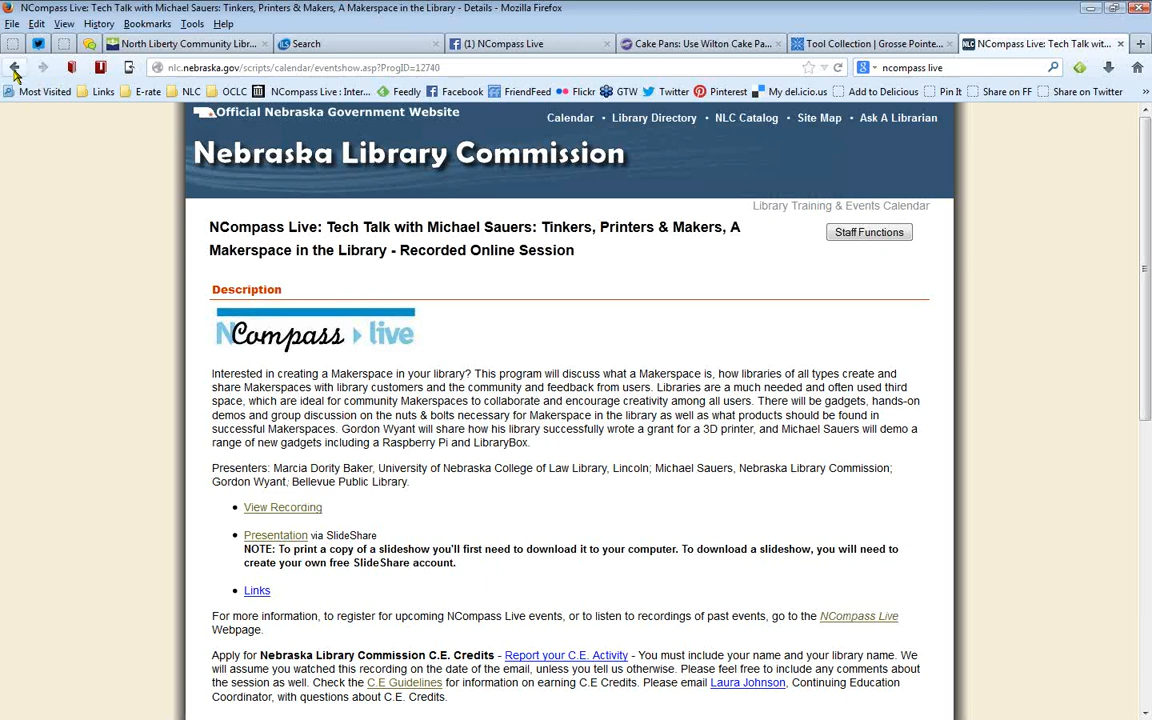 NCompass Live: Tech Talk with Michael Sauers: Tinkers, Printers & Makers, A Makerspace in the Library - Details - Mozilla Firefox
File Edit View History Bookmarks Tools Help
North Liberty Community Libr... Search (1) NCompass Live Cake Pans: Use Wilton Cake Pa... Tool Collection | Grosse Pointe... NLC NCompass Live: Tech Talk wit...
nlc.nebraska.gov/scripts/calendar/eventshow.asp?ProgID=12740 ncompass live
Most Visited Links E-rate NLC OCLC NCompass Live : Inter... Feedly Facebook FriendFeed Flickr GTW Twitter Pinterest My del.icio.us Add to Delicious Pin It Share on FF Share on Twitter »
Official Nebraska Government Website
Calendar • Library Directory • NLC Catalog • Site Map • Ask A Librarian
Nebraska Library Commission
Library Training & Events Calendar
NCompass Live: Tech Talk with Michael Sauers: Tinkers, Printers & Makers, A
Makerspace in the Library - Recorded Online Session
Staff Functions
Description
NCompass live
Interested in creating a Makerspace in your library? This program will discuss what a Makerspace is, how libraries of all types create and
share Makerspaces with library customers and the community and feedback from users. Libraries are a much needed and often used third
space, which are ideal for community Makerspaces to collaborate and encourage creativity among all users. There will be gadgets, hands-on
demos and group discussion on the nuts & bolts necessary for Makerspace in the library as well as what products should be found in
successful Makerspaces. Gordon Wyant will share how his library successfully wrote a grant for a 3D printer, and Michael Sauers will demo a
range of new gadgets including a Raspberry Pi and LibraryBox.
Presenters: Marcia Dority Baker, University of Nebraska College of Law Library, Lincoln; Michael Sauers, Nebraska Library Commission;
Gordon Wyant; Bellevue Public Library.
• View Recording
• Presentation via SlideShare
NOTE: To print a copy of a slideshow you'll first need to download it to your computer. To download a slideshow, you will need to
create your own free SlideShare account.
• Links
For more information, to register for upcoming NCompass Live events, or to listen to recordings of past events, go to the NCompass Live
Webpage.
Apply for Nebraska Library Commission C.E. Credits - Report your C.E. Activity - You must include your name and your library name. We
will assume you watched this recording on the date of the email, unless you tell us otherwise. Please feel free to include any comments about
the session as well. Check the C.E Guidelines for information on earning C.E Credits. Please email Laura Johnson, Continuing Education
Coordinator, with questions about C.E. Credits.